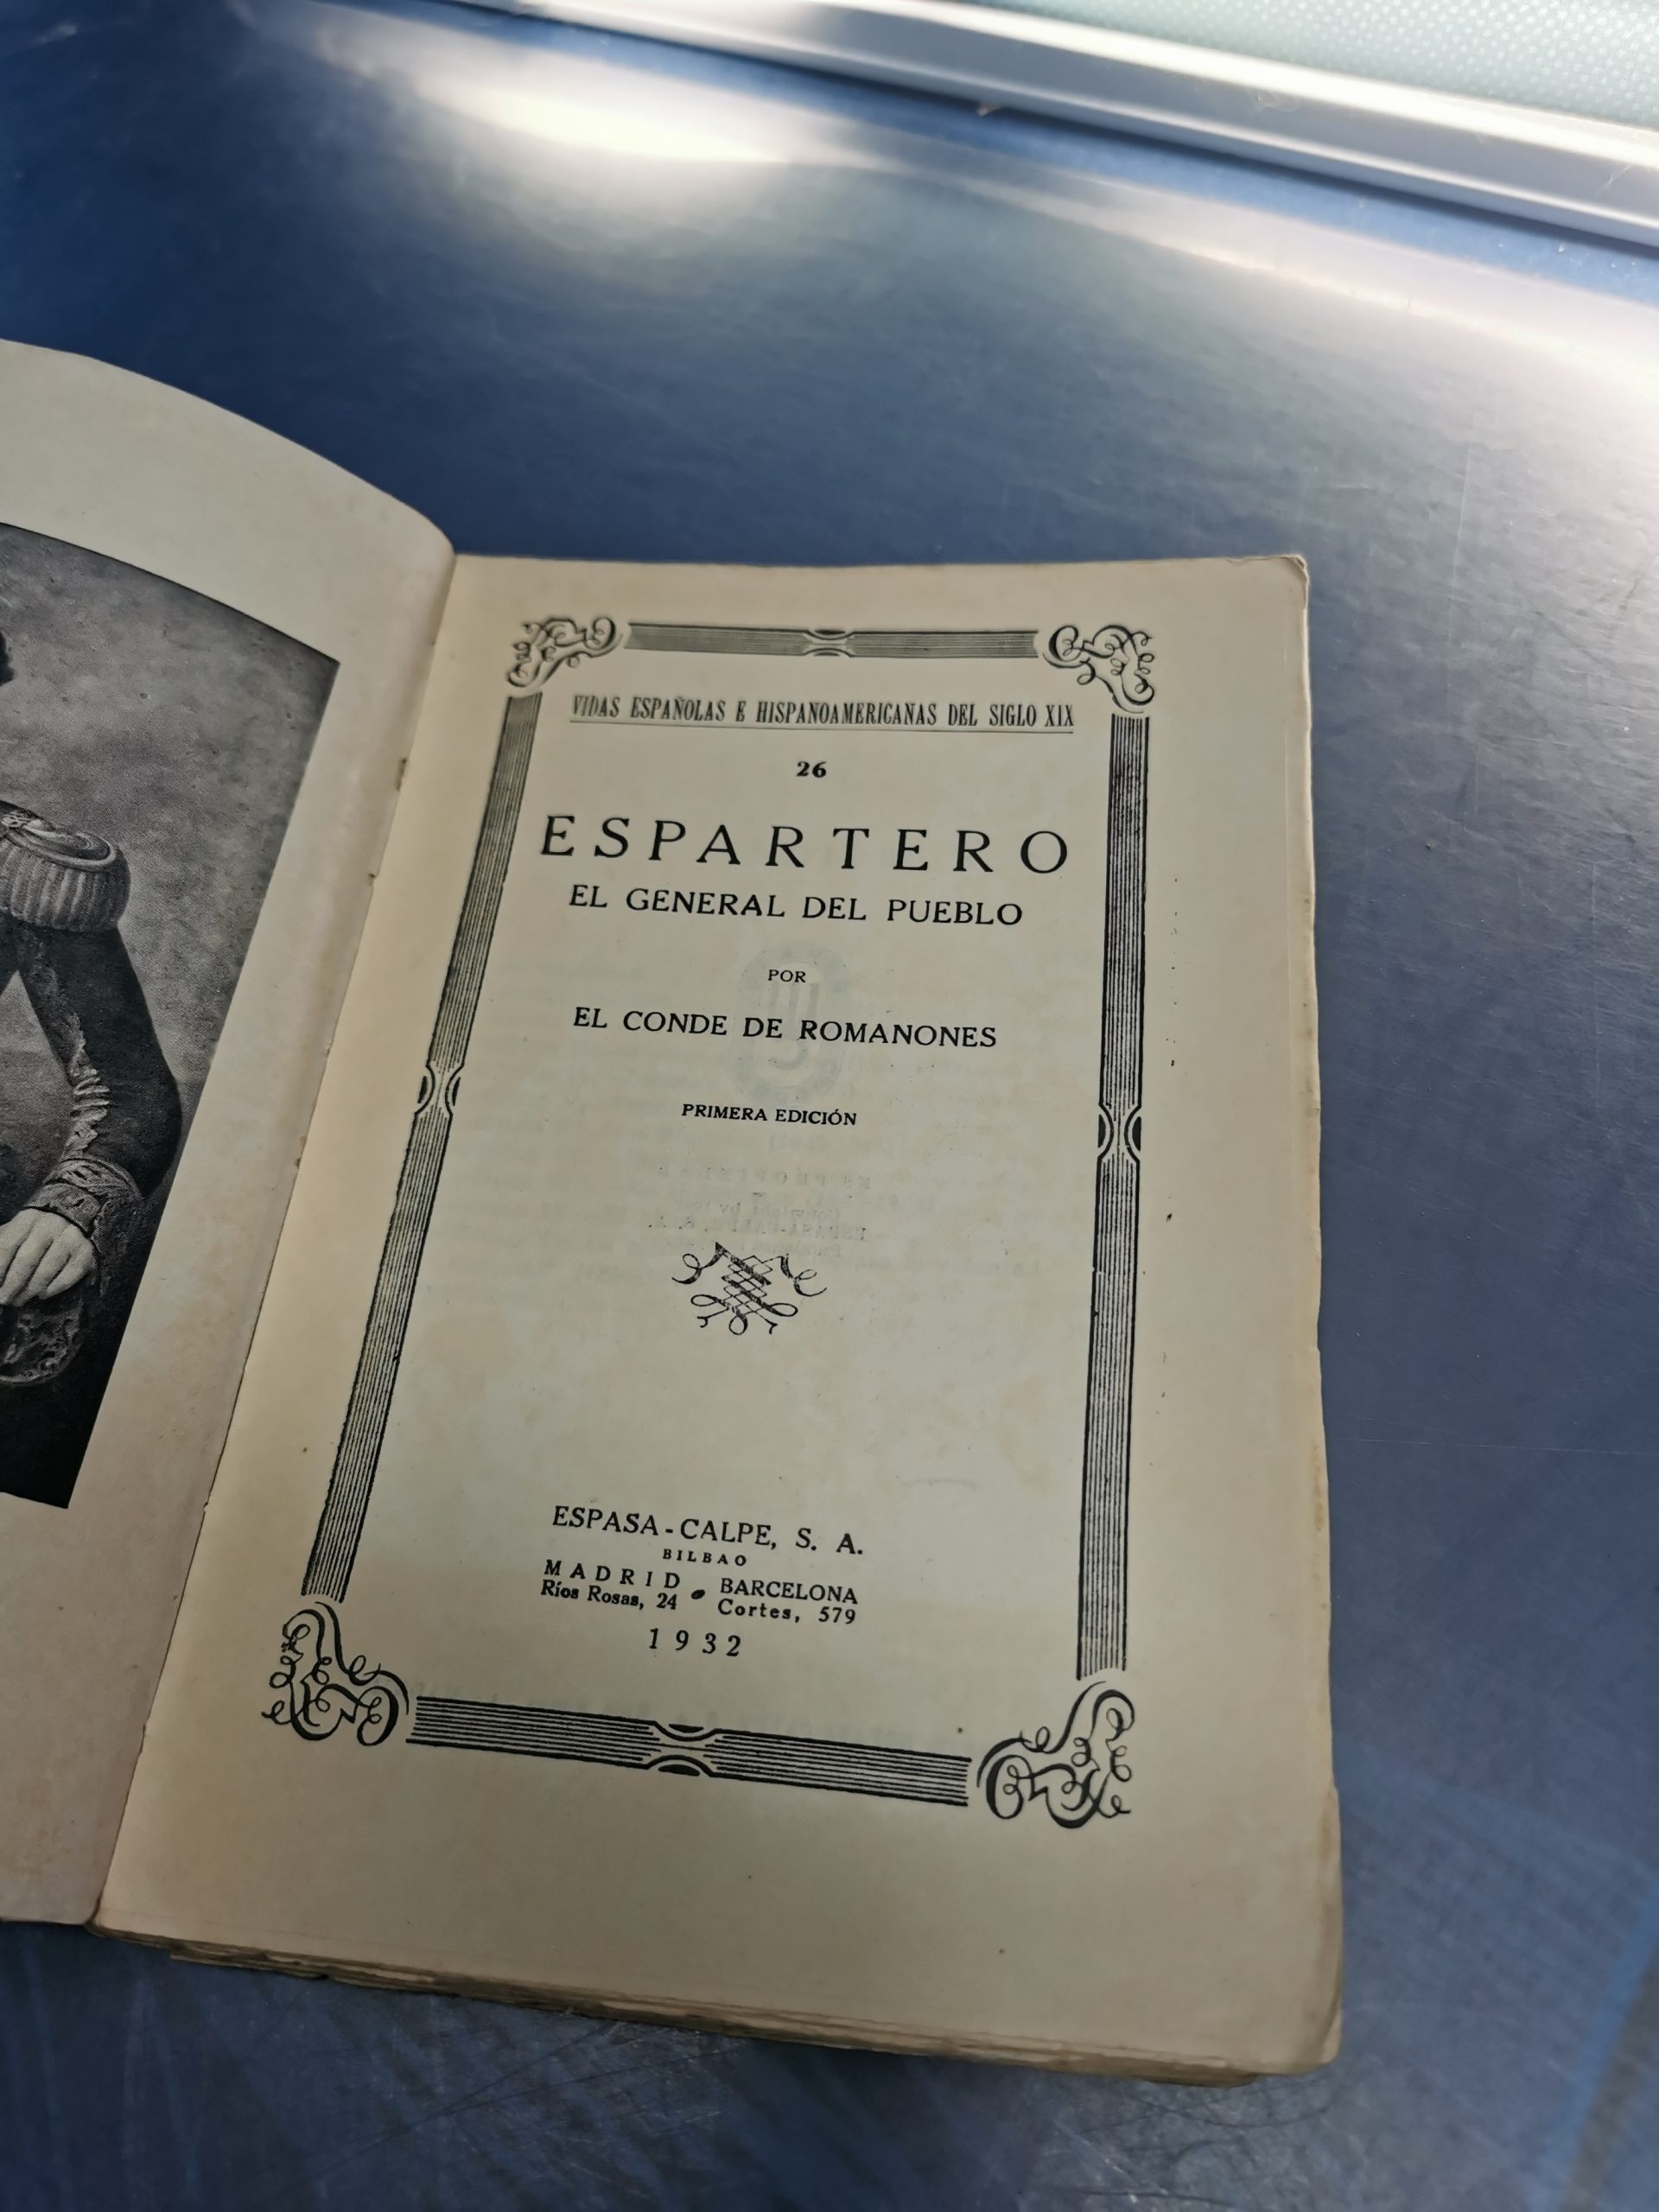 VIDAS ESPAÑOLAS E HISPANOAMERICANAS DEL SIGLO XIX
26
ESPARTERO
EL GENERAL DEL PUEBLO
POR
EL CONDE DE ROMANONES
PRIMERA EDICIÓN
ESPASA-CALPE, S. A.
BILBAO
MADRID • BARCELONA
Ríos Rosas, 24 Cortes, 579
1932